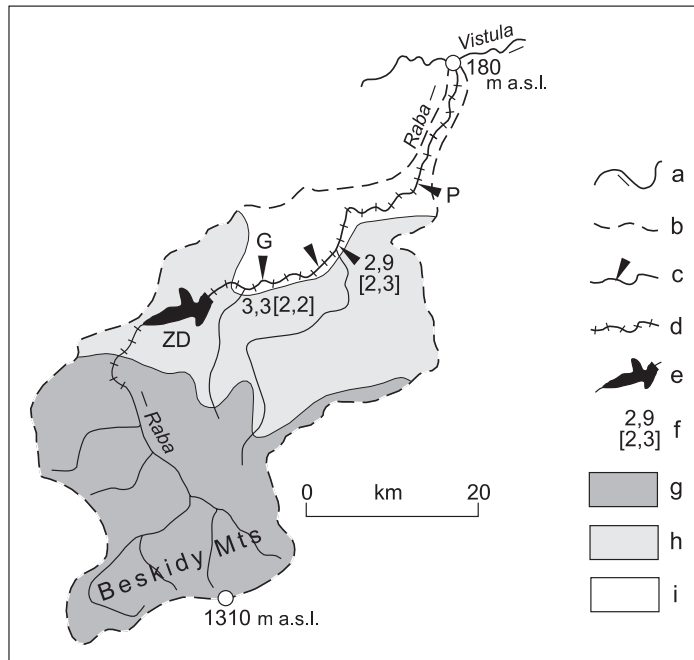 Vistula
180
m a.s.l.
Raba
P
G
2,9
[2,3]
3,3[2,2]
ZD
Raba
0 km 20
Beskidy Mts
1310 m a.s.l.
a
b
c
d
e
2,9
[2,3] f
g
h
i